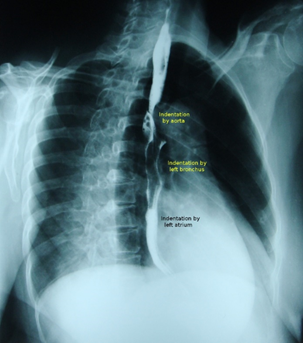 Indentation
by aorta
Indentation by
left bronchus
Indentation by
left atrium